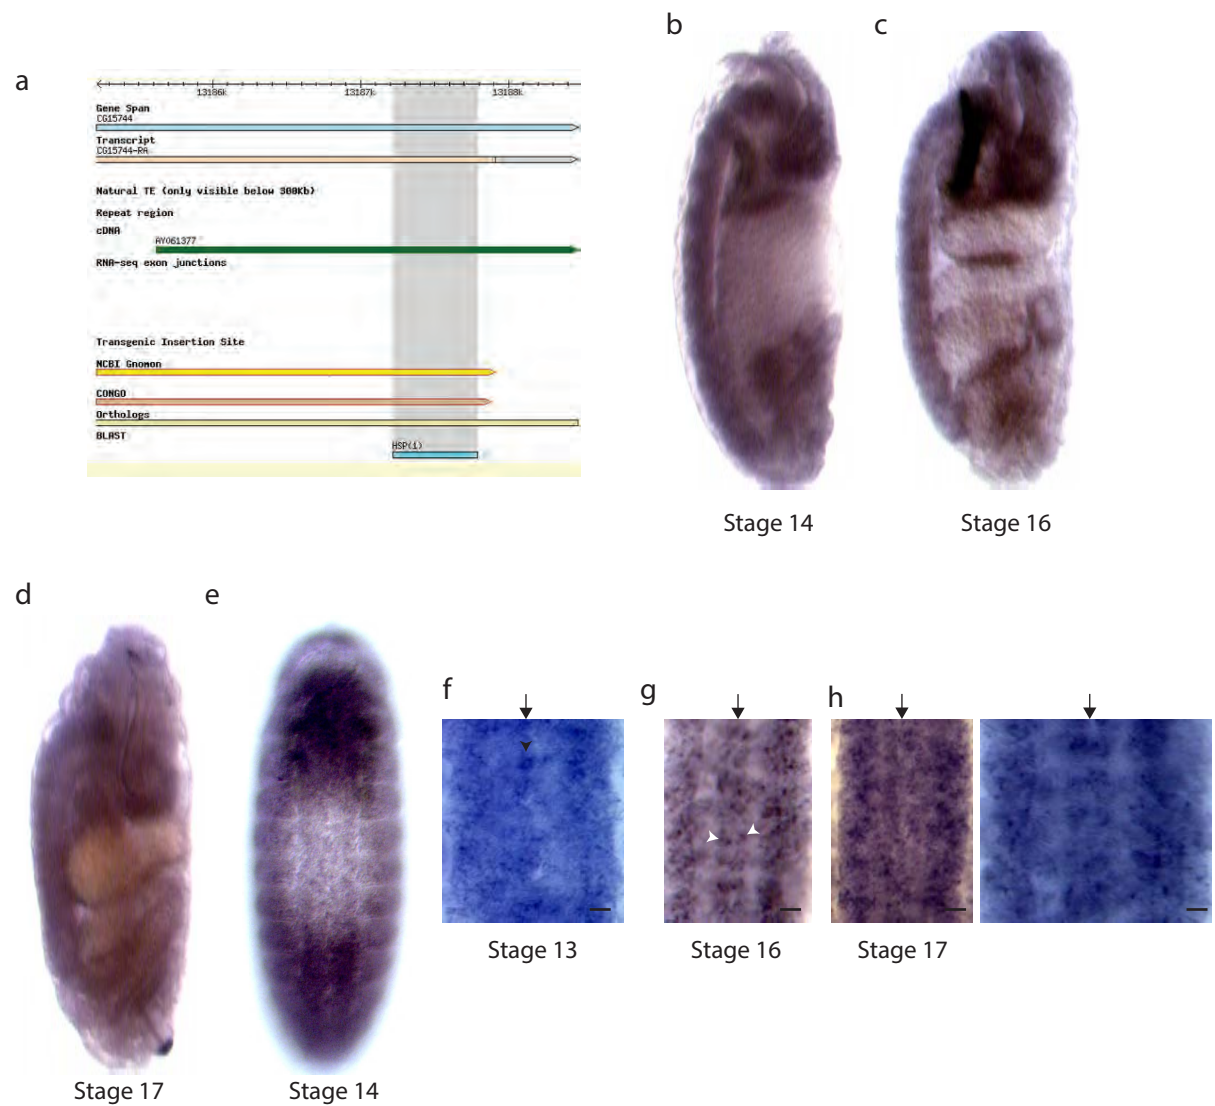 a
13186k 13187k 13188k
Gene Span
CG15744
Transcript
CG15744-RA
Natural TE (only visible below 300Kb)
Repeat region
cDNA
AY061377
RNA-seq exon junctions
Transgenic Insertion Site
NCBI Gnomon
CONGO
Orthologs
BLAST
HSP(1)
b
c
Stage 14
Stage 16
d
e
f
g
h
Stage 13
Stage 16
Stage 17
Stage 17
Stage 14